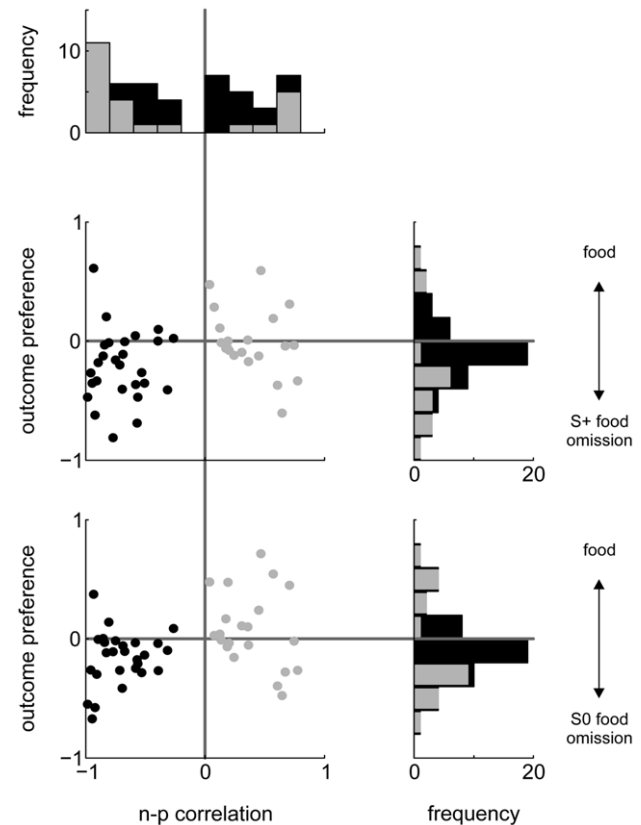 frequency
10
0
outcome preference
1
0
−1
food
S+ food
omission
0
20
outcome preference
1
0
−1
−1
0
1
n-p correlation
food
S0 food
omission
0
10
20
frequency